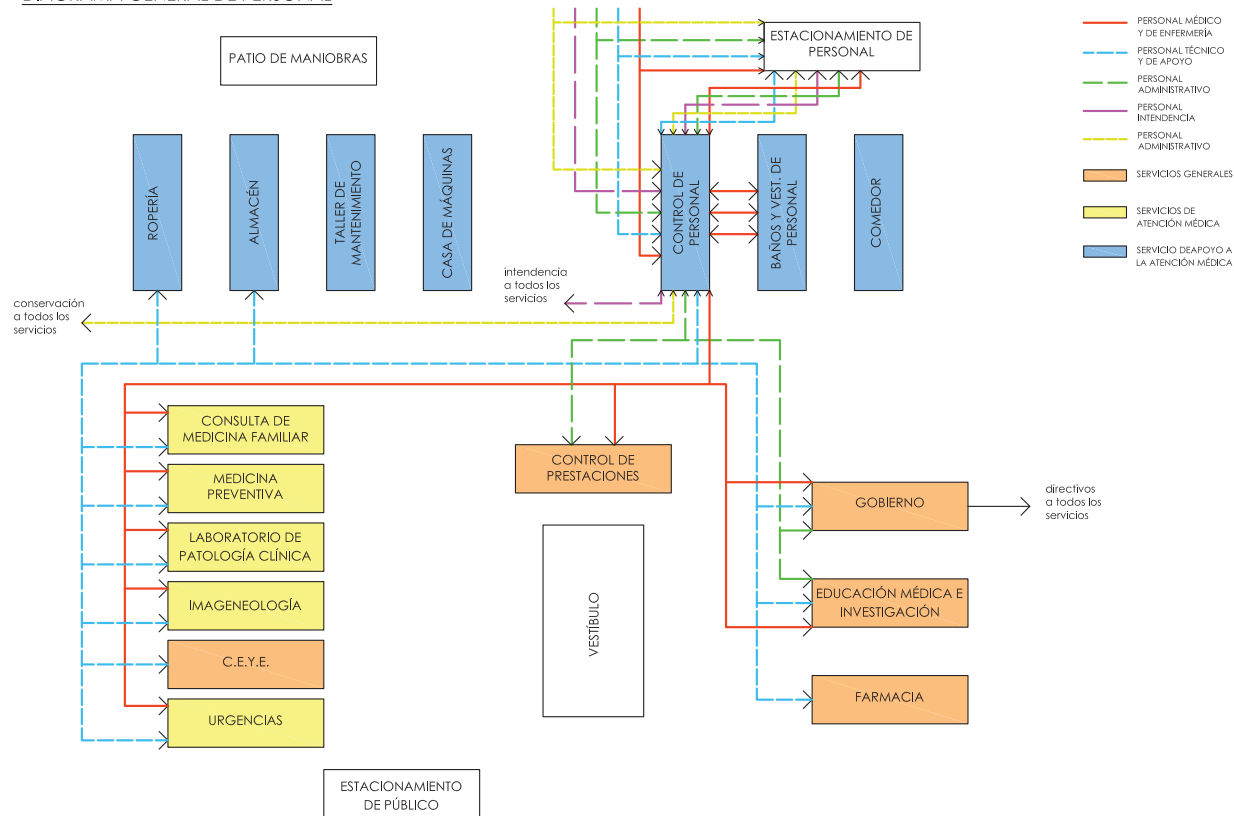 DIAGRAMA GENERAL DE PERSONAL
PATIO DE MANIOBRAS
ESTACIONAMIENTO DE
PERSONAL
PERSONAL MÉDICO
Y DE ENFERMERÍA
PERSONAL TÉCNICO
Y DE APOYO
PERSONAL
ADMINISTRATIVO
PERSONAL
INTENDENCIA
PERSONAL
ADMINISTRATIVO
SERVICIOS GENERALES
SERVICIOS DE
ATENCIÓN MÉDICA
SERVICIO DEAPOYO A
LA ATENCIÓN MÉDICA
ROPERÍA
ALMACÉN
TALLER DE
MANTENIMIENTO
CASA DE MÁQUINAS
CONTROL DE
PERSONAL
BAÑOS Y VEST. DE
PERSONAL
COMEDOR
conservación
a todos los
servicios
intendencia
a todos los
servicios
CONSULTA DE
MEDICINA FAMILIAR
MEDICINA
PREVENTIVA
LABORATORIO DE
PATOLOGÍA CLÍNICA
IMAGENEOLOGÍA
C.E.Y.E.
URGENCIAS
CONTROL DE
PRESTACIONES
VESTÍBULO
GOBIERNO
directivos
a todos los
servicios
EDUCACIÓN MÉDICA E
INVESTIGACIÓN
FARMACIA
ESTACIONAMIENTO
DE PÚBLICO